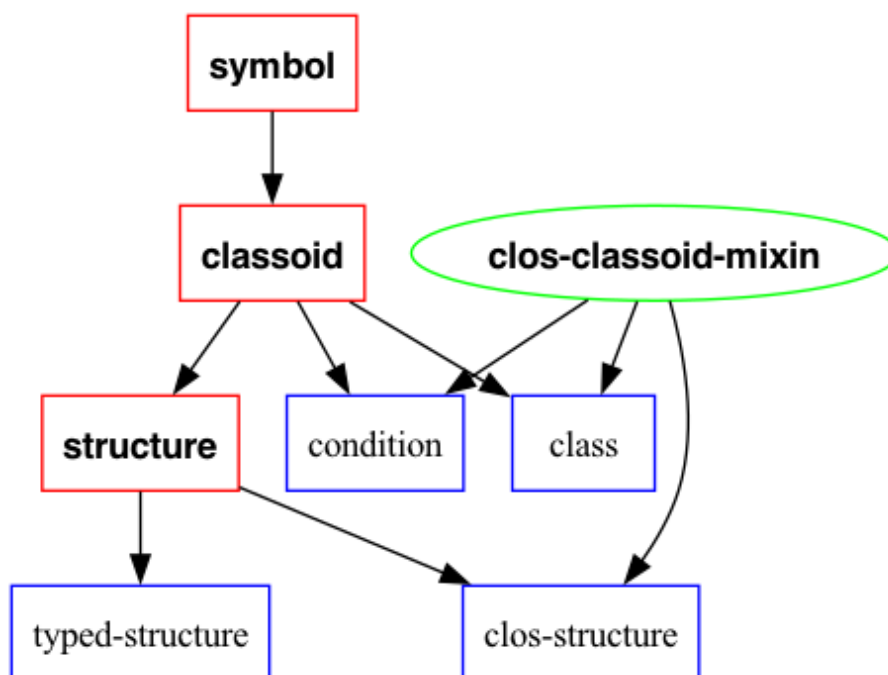 symbol
classoid
clos-classoid-mixin
structure
condition
class
typed-structure
clos-structure